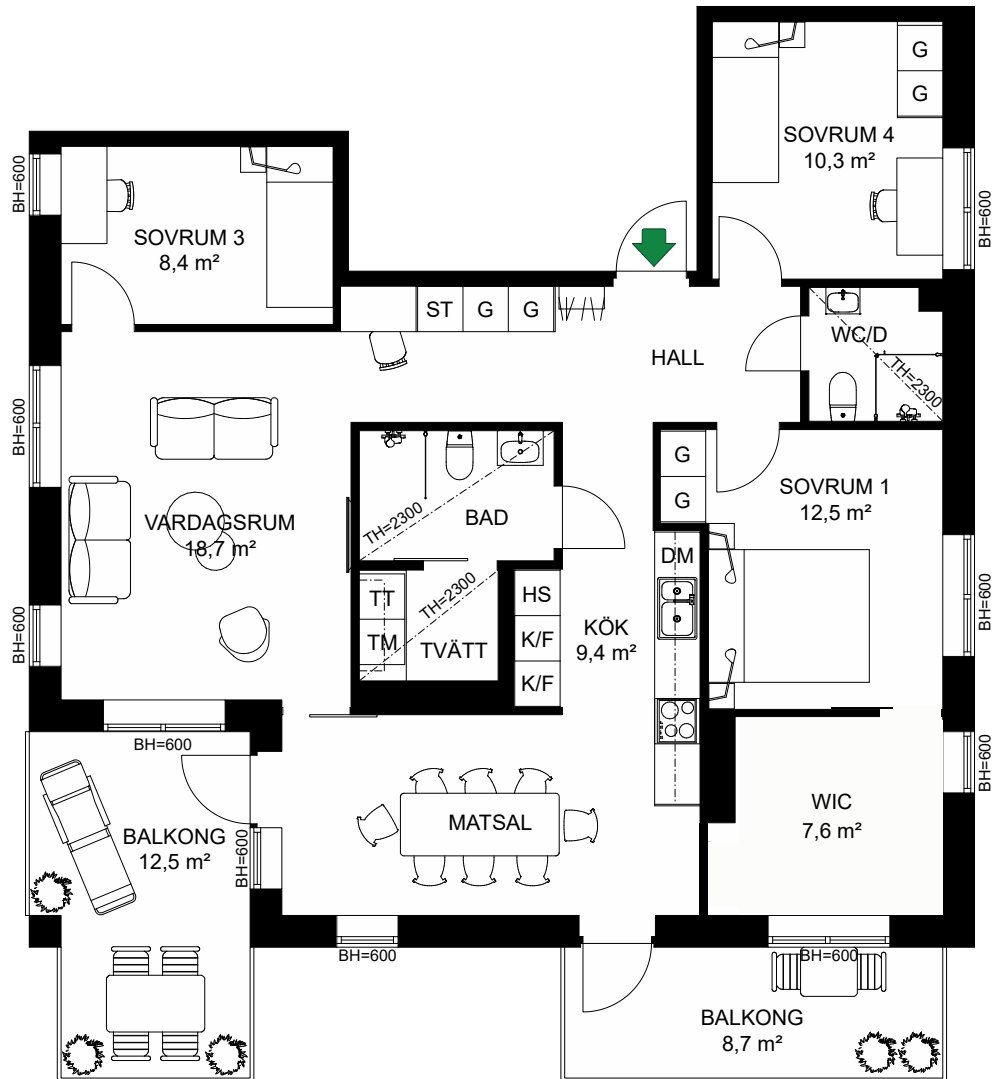 G
G
SOVRUM 4
10,3 m²
BH=600
BH=600
SOVRUM 3
8,4 m²
ST
G
G
HALL
WC/D
TH=2300
BH=600
G
G
SOVRUM 1
12,5 m²
VARDAGSRUM
18,7 m²
TH=2300
BAD
DM
BH=600
TT
TM
TH=2300
TVÄTT
HS
K/F
K/F
KÖK
9,4 m²
BH=600
BH=600
BH=600
WIC
7,6 m²
MATSAL
BALKONG
12,5 m²
BH=600
BH=600
BH=600
BALKONG
8,7 m²